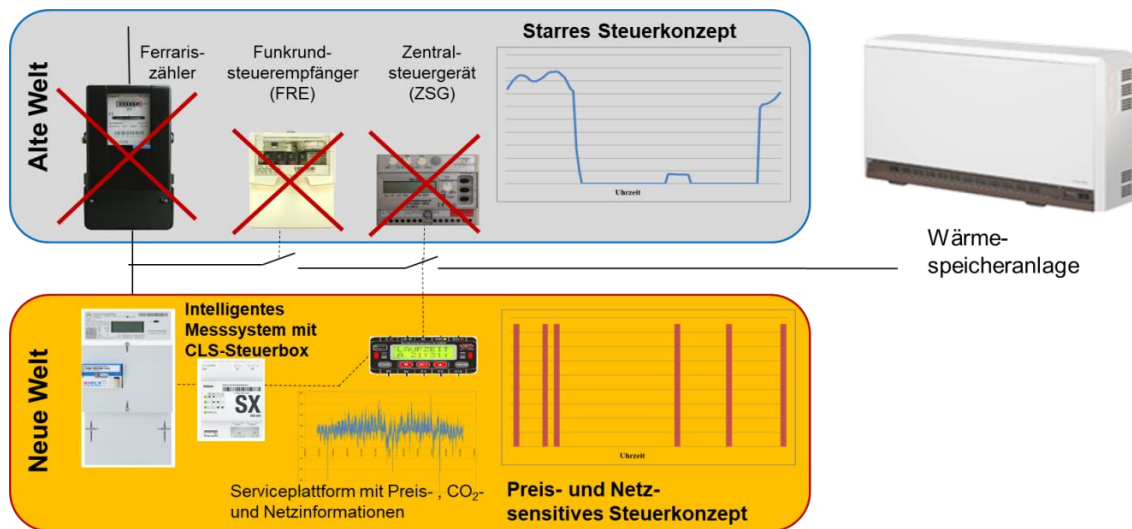 Alte Welt
Ferraris-
zähler
Funkrund-
steuerempfänger
(FRE)
Zentral-
steuergerät
(ZSG)
Starres Steuerkonzept
Uhrzeit
Wärme-
speicheranlage
Neue Welt
Intelligentes
Messsystem mit
CLS-Steuerbox
SX
LAUFZEIT
Serviceplattform mit Preis- , CO₂-
und Netzinformationen
Uhrzeit
Preis- und Netz-
sensitives Steuerkonzept